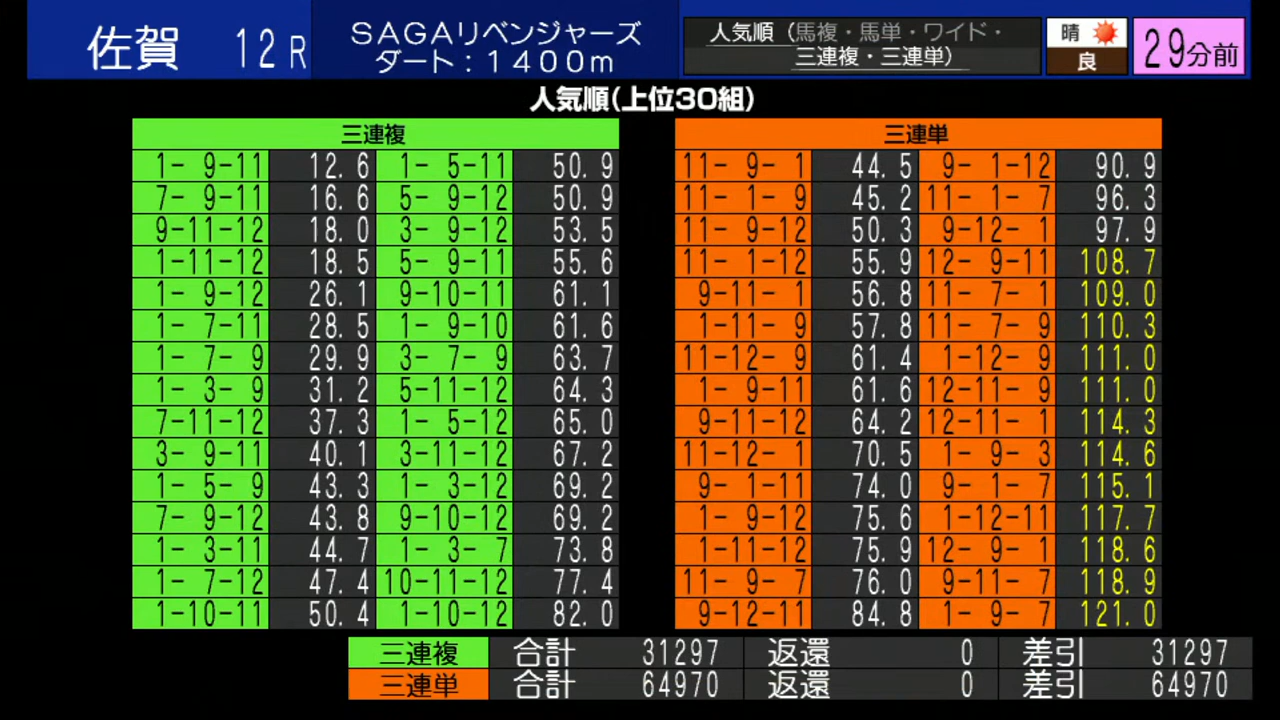 佐賀 12R
SAGAリベンジャーズ
ダート：1400m
人気順（馬複・馬単・ワイド・
三連複・三連単）
晴
良
29分前
人気順(上位30組)
三連複 三連単
1- 9-11 12.6 1- 5-11 50.9 11- 9- 1 44.5 9- 1-12 90.9
7- 9-11 16.6 5- 9-12 50.9 11- 1- 9 45.2 11- 1- 7 96.3
9-11-12 18.0 3- 9-12 53.5 11- 9-12 50.3 9-12- 1 97.9
1-11-12 18.5 5- 9-11 55.6 11- 1-12 55.9 12- 9-11 108.7
1- 9-12 26.1 9-10-11 61.1 9-11- 1 56.8 11- 7- 1 109.0
1- 7-11 28.5 1- 9-10 61.6 1-11- 9 57.8 11- 7- 9 110.3
1- 7- 9 29.9 3- 7- 9 63.7 11-12- 9 61.4 1-12- 9 111.0
1- 3- 9 31.2 5-11-12 64.3 1- 9-11 61.6 12-11- 9 111.0
7-11-12 37.3 1- 5-12 65.0 9-11-12 64.2 12-11- 1 114.3
3- 9-11 40.1 3-11-12 67.2 11-12- 1 70.5 1- 9- 3 114.6
1- 5- 9 43.3 1- 3-12 69.2 9- 1-11 74.0 9- 1- 7 115.1
7- 9-12 43.8 9-10-12 69.2 1- 9-12 75.6 1-12-11 117.7
1- 3-11 44.7 1- 3- 7 73.8 1-11-12 75.9 12- 9- 1 118.6
1- 7-12 47.4 10-11-12 77.4 11- 9- 7 76.0 9-11- 7 118.9
1-10-11 50.4 1-10-12 82.0 9-12-11 84.8 1- 9- 7 121.0
三連複 合計 31297 返還 0 差引 31297
三連単 合計 64970 返還 0 差引 64970